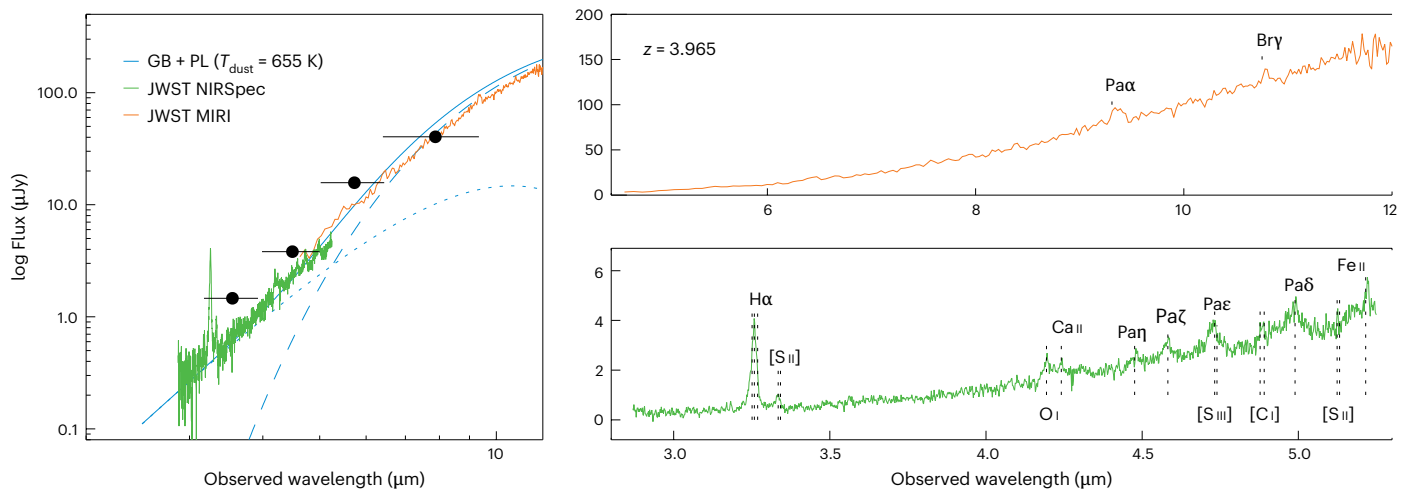 GB + PL (Tdust = 655 K)
JWST NIRSpec
JWST MIRI
log Flux (μJy)
100.0
10.0
1.0
0.1
10
Observed wavelength (μm)
z = 3.965
Paα
Brγ
200
150
100
50
0
6
8
10
12
Hα
[S II]
Ca II
Paη
Paζ
Paε
Paδ
Fe II
O I
[S III]
[C I]
[S II]
6
4
2
0
3.0
3.5
4.0
4.5
5.0
Observed wavelength (μm)